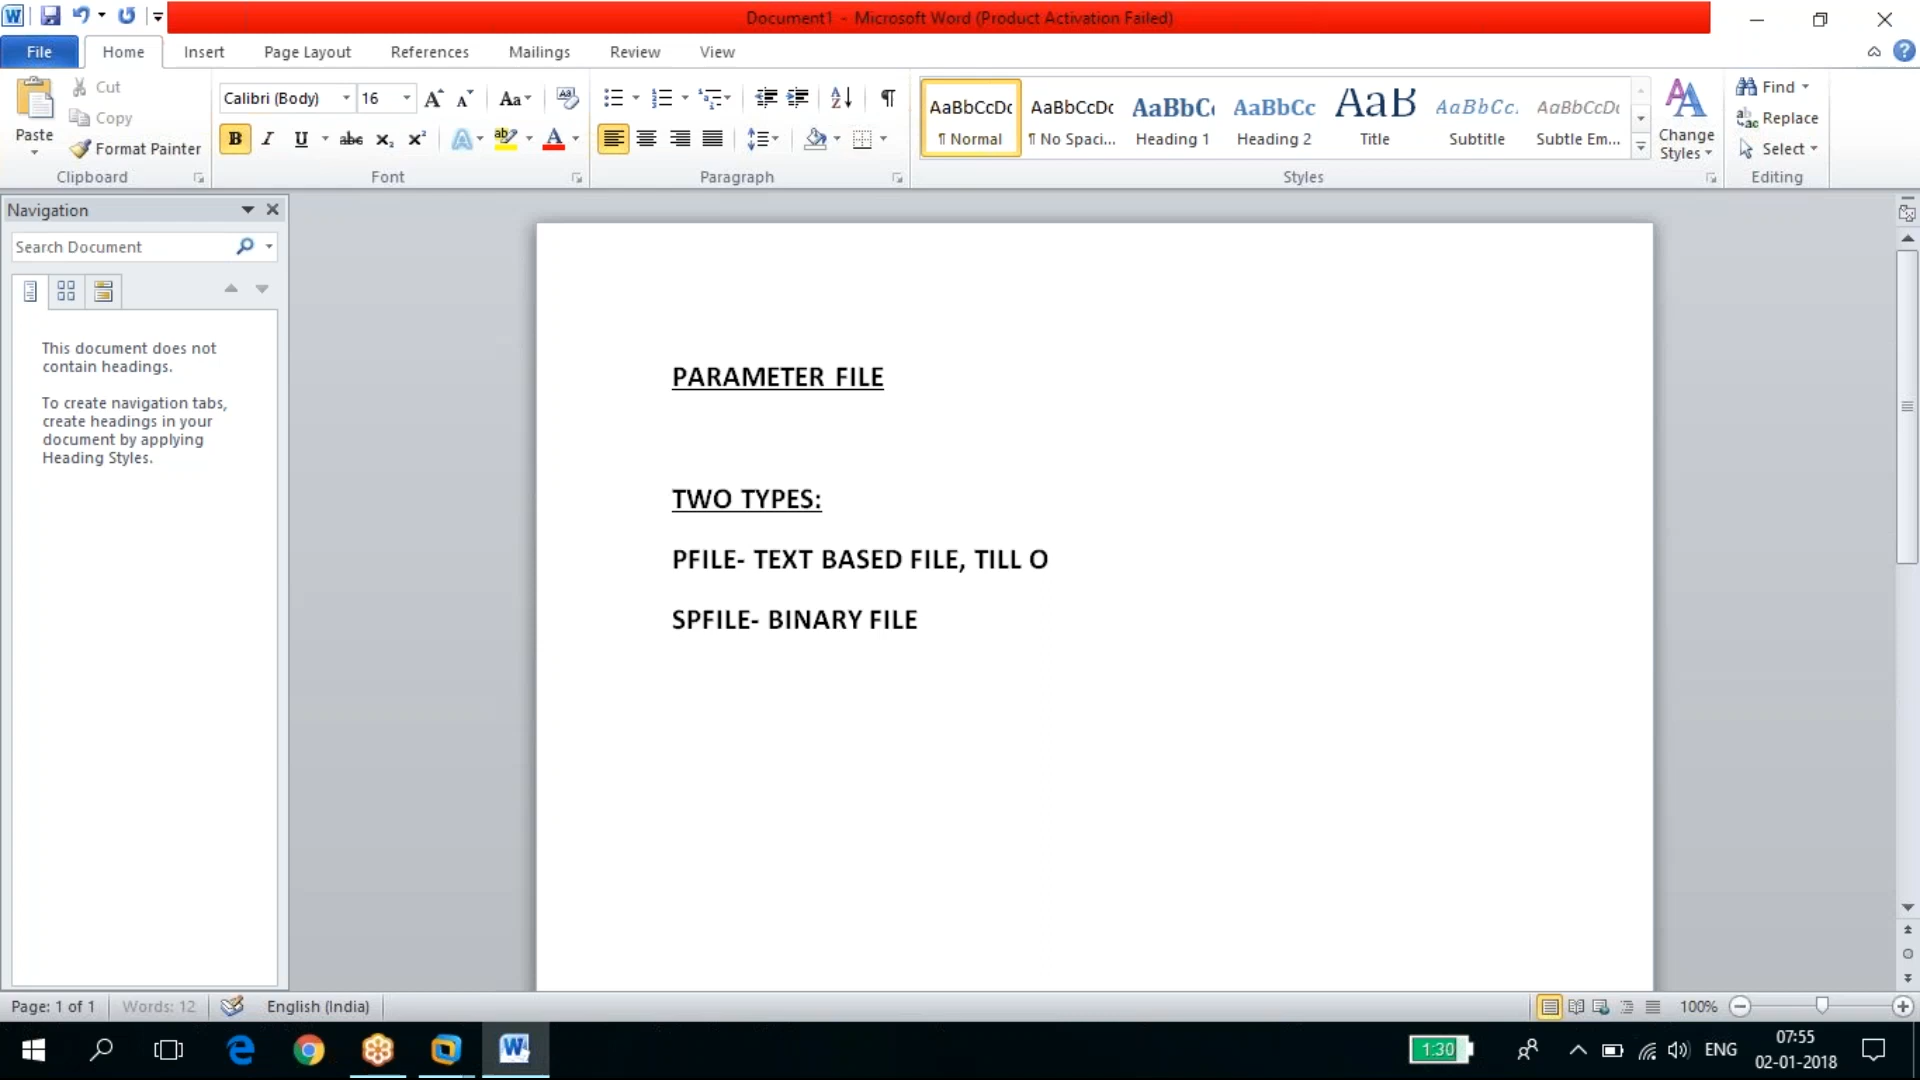 Document1 - Microsoft Word (Product Activation Failed)
File Home Insert Page Layout References Mailings Review View
Paste
Cut
Copy
Format Painter
Clipboard
Calibri (Body) 16
Font
Paragraph
AaBbCcDc AaBbCcDc AaBbC AaBbCc AaB AaBbCc. AaBbCcDc
¶ Normal ¶ No Spaci... Heading 1 Heading 2 Title Subtitle Subtle Em...
Change Styles
Styles
Find
Replace
Select
Editing
Navigation
Search Document
This document does not
contain headings.
To create navigation tabs,
create headings in your
document by applying
Heading Styles.
PARAMETER FILE
TWO TYPES:
PFILE- TEXT BASED FILE, TILL O
SPFILE- BINARY FILE
Page: 1 of 1 Words: 12 English (India) 100%
1:30 ENG 07:55
02-01-2018